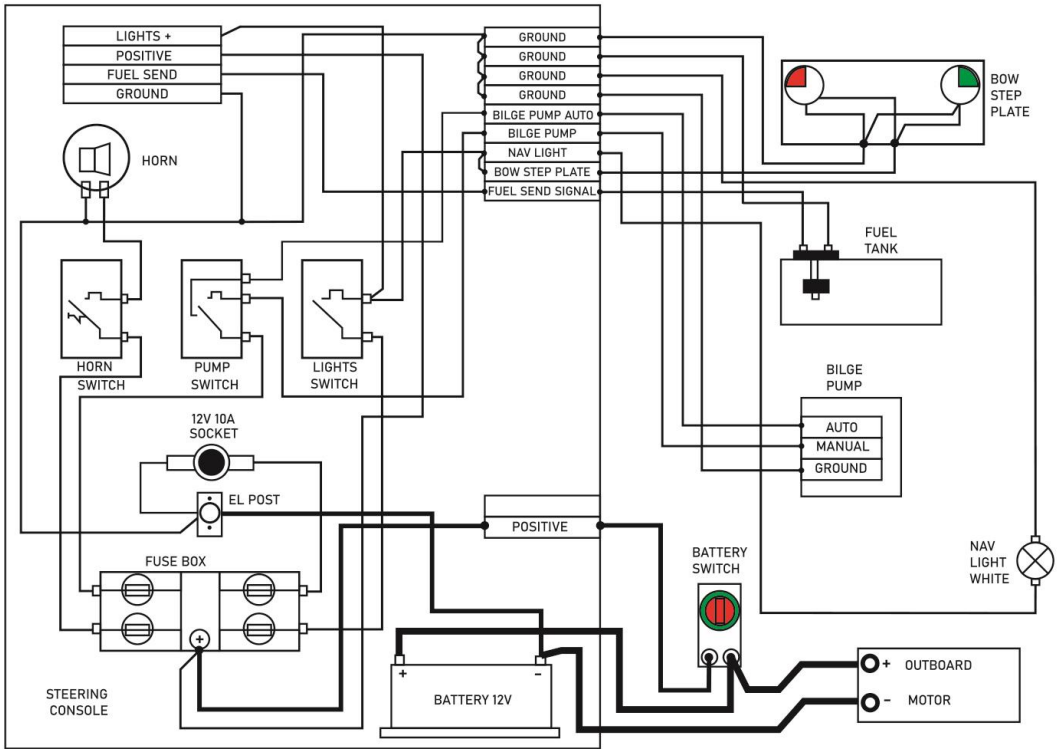 LIGHTS +
POSITIVE
FUEL SEND
GROUND
HORN
GROUND
GROUND
GROUND
GROUND
BILGE PUMP AUTO
BILGE PUMP
NAV LIGHT
BOW STEP PLATE
FUEL SEND SIGNAL
BOW
STEP
PLATE
FUEL
TANK
HORN
SWITCH
PUMP
SWITCH
LIGHTS
SWITCH
BILGE
PUMP
AUTO
MANUAL
GROUND
12V 10A
SOCKET
EL POST
POSITIVE
FUSE BOX
+
BATTERY
SWITCH
NAV
LIGHT
WHITE
STEERING
CONSOLE
+ -
BATTERY 12V
+ OUTBOARD
- MOTOR